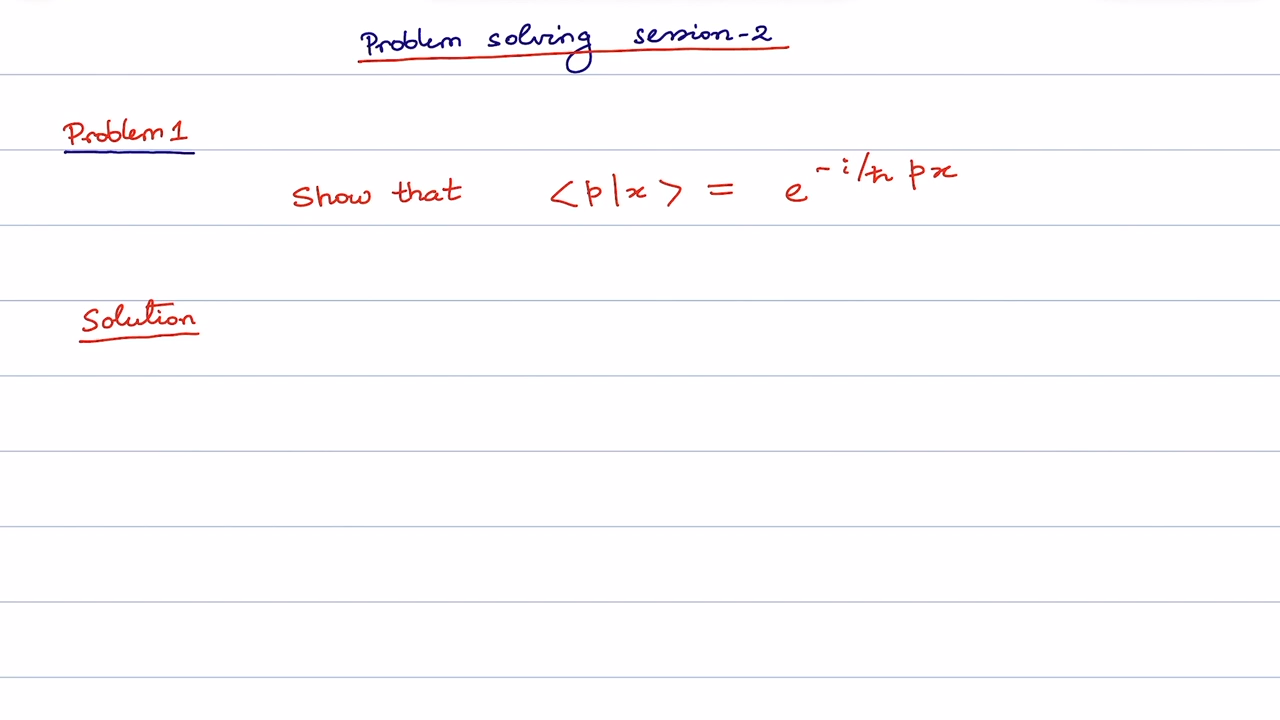 Problem solving session-2
Problem 1
Show that <p|x> = e^{-i/ħ px}
Solution